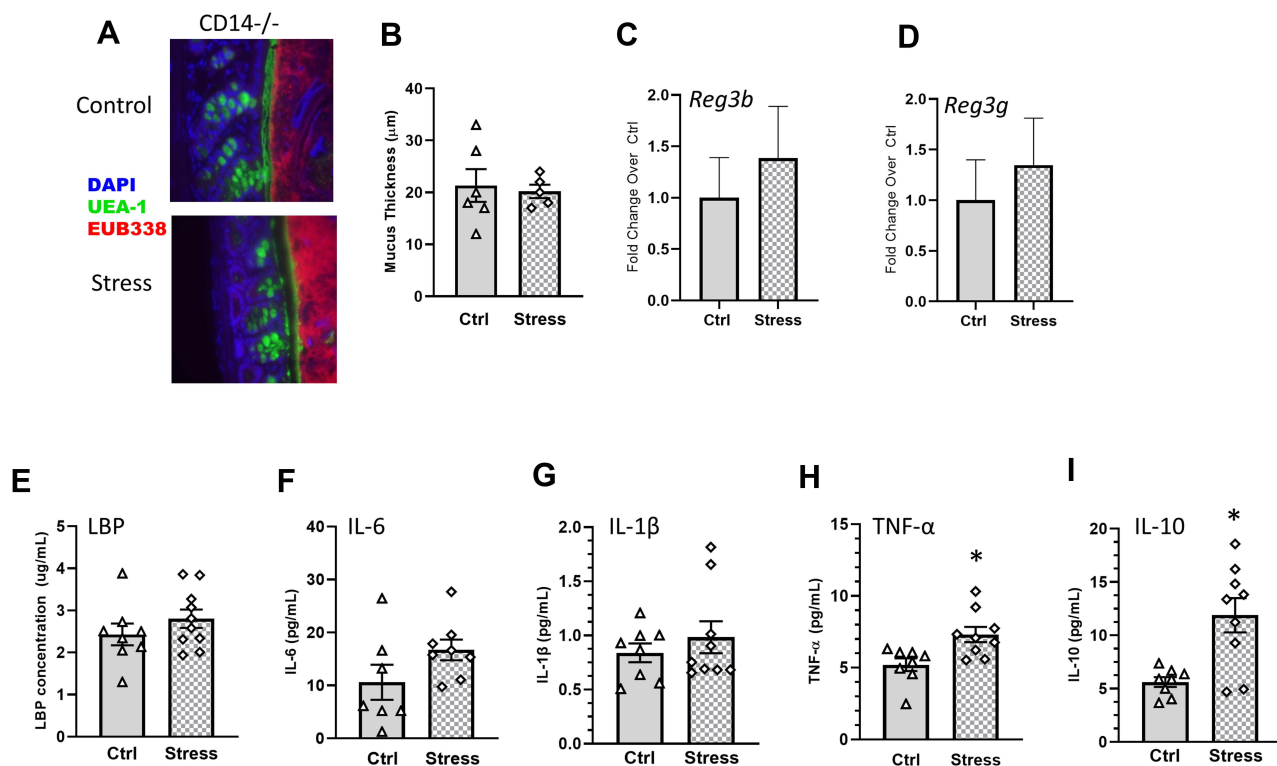 A
CD14-/-
Control
DAPI
UEA-1
EUB338
Stress
B
Mucus Thickness (μm)
40
30
20
10
0
Ctrl
Stress
C
Reg3b
Fold Change Over Ctrl
2.0
1.5
1.0
0.5
0.0
Ctrl
Stress
D
Reg3g
Fold Change Over Ctrl
2.0
1.5
1.0
0.5
0.0
Ctrl
Stress
E
LBP
LBP concentration (ug/mL)
5
4
3
2
1
0
Ctrl
Stress
F
IL-6
IL-6 (pg/mL)
40
30
20
10
0
Ctrl
Stress
G
IL-1β
IL-1β (pg/mL)
2.0
1.5
1.0
0.5
0.0
Ctrl
Stress
H
TNF-α
TNF-α (pg/mL)
15
10
5
0
*
Ctrl
Stress
I
IL-10
IL-10 (pg/mL)
20
15
10
5
0
*
Ctrl
Stress